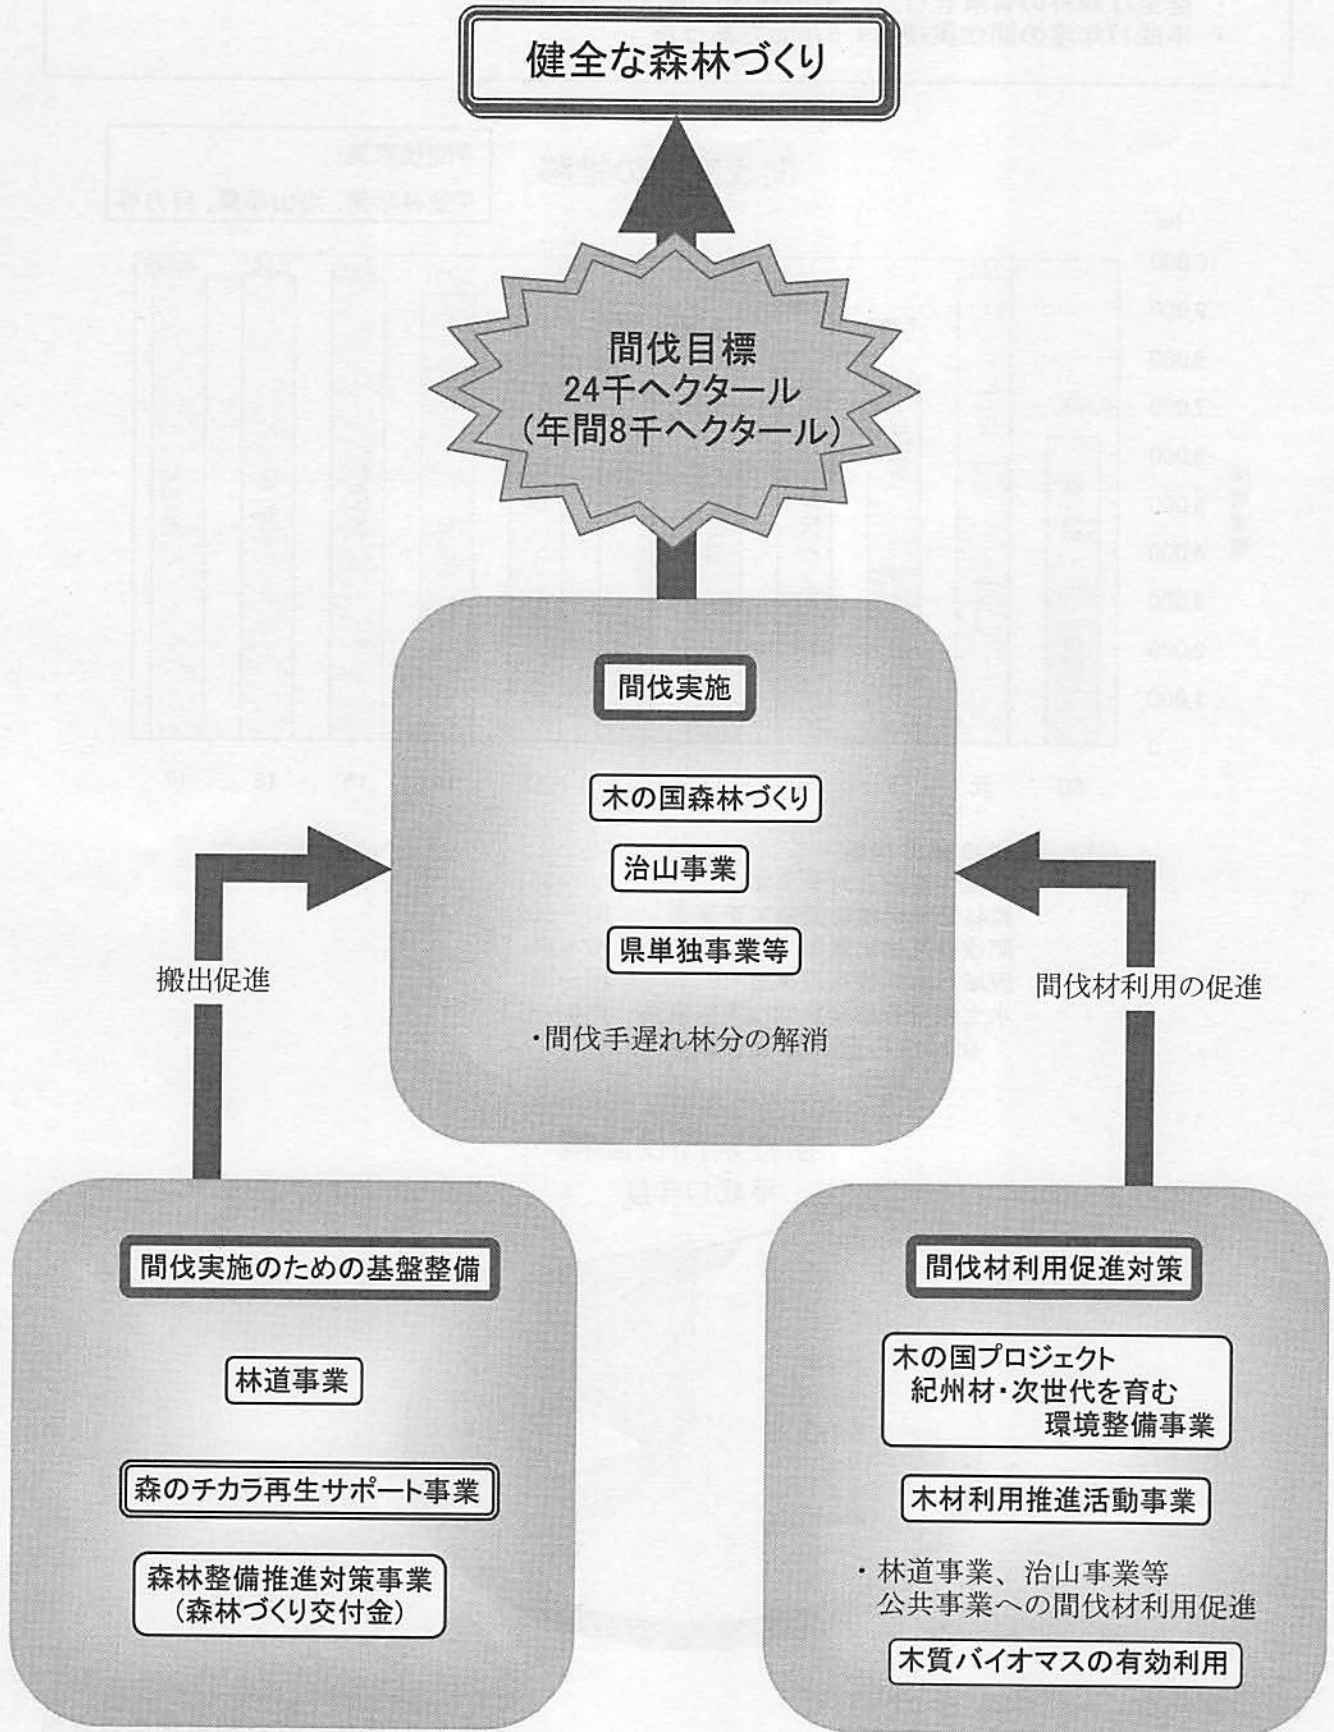 健全な森林づくり
間伐目標
24千ヘクタール
(年間8千ヘクタール)
間伐実施
木の国森林づくり
治山事業
県単独事業等
・間伐手遅れ林分の解消
搬出促進
間伐材利用の促進
間伐実施のための基盤整備
林道事業
森のチカラ再生サポート事業
森林整備推進対策事業
(森林づくり交付金)
間伐材利用促進対策
木の国プロジェクト
紀州材・次世代を育む
環境整備事業
木材利用推進活動事業
・林道事業、治山事業等
公共事業への間伐材利用促進
木質バイオマスの有効利用